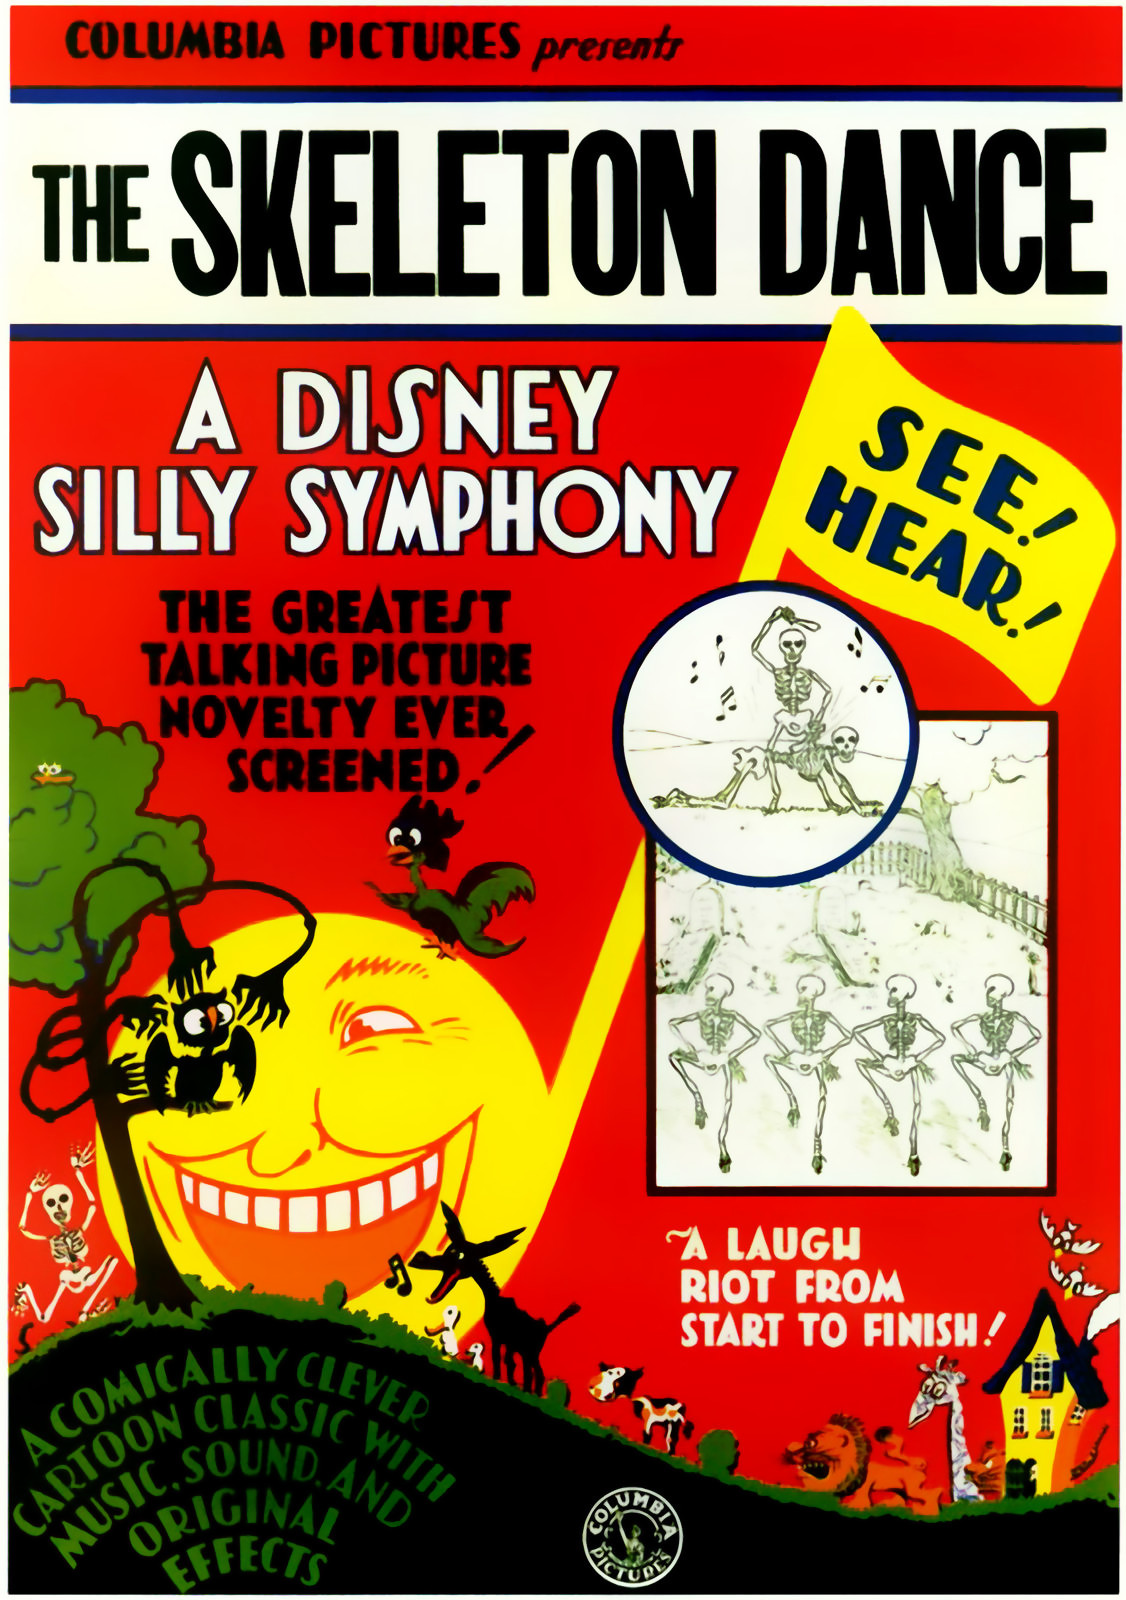 COLUMBIA PICTURES presents
THE SKELETON DANCE
A DISNEY
SILLY SYMPHONY
SEE!
HEAR!
THE GREATEST
TALKING PICTURE
NOVELTY EVER
SCREENED!
A LAUGH
RIOT FROM
START TO FINISH!
A COMICALLY CLEVER
CARTOON CLASSIC WITH
MUSIC, SOUND, AND
ORIGINAL
EFFECTS
COLUMBIA
PICTURES